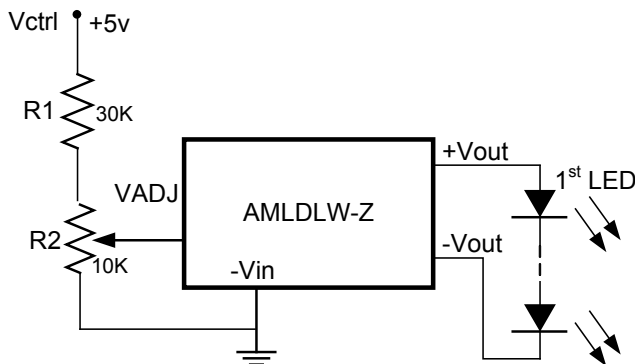 Vctrl +5v
R1 30K
+Vout
1st LED
VADJ
AMLDLW-Z
R2 10K
-Vout
-Vin